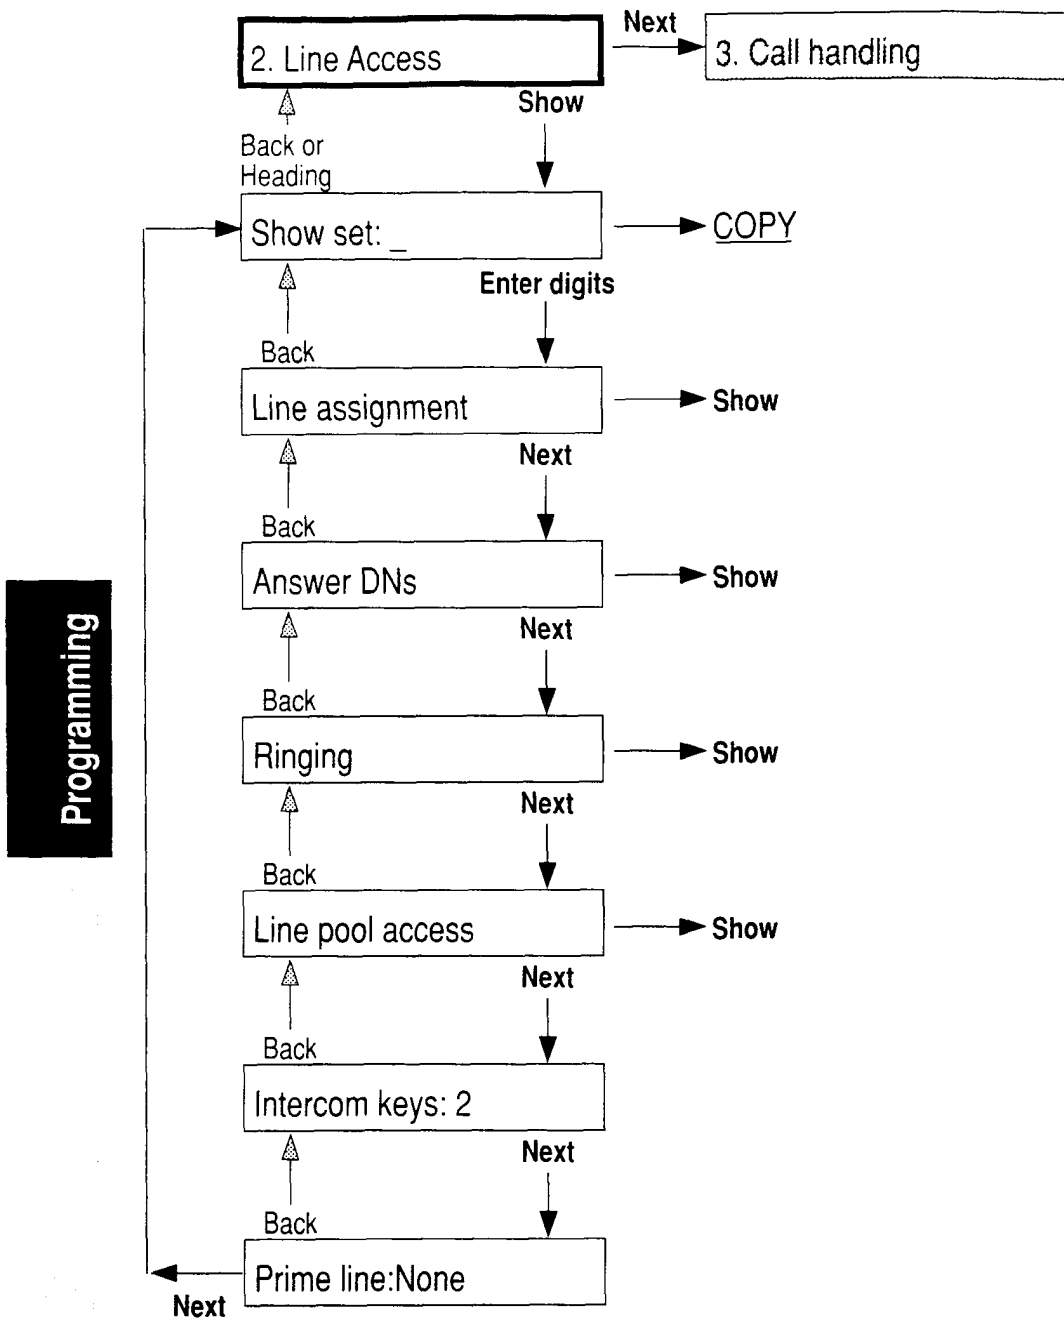 2. Line Access
Next
3. Call handling
Show
Back or
Heading
Show set: _
COPY
Enter digits
Back
Line assignment
Show
Next
Back
Answer DNs
Show
Next
Back
Ringing
Show
Next
Back
Line pool access
Show
Next
Back
Intercom keys: 2
Next
Back
Prime line:None
Next
Programming